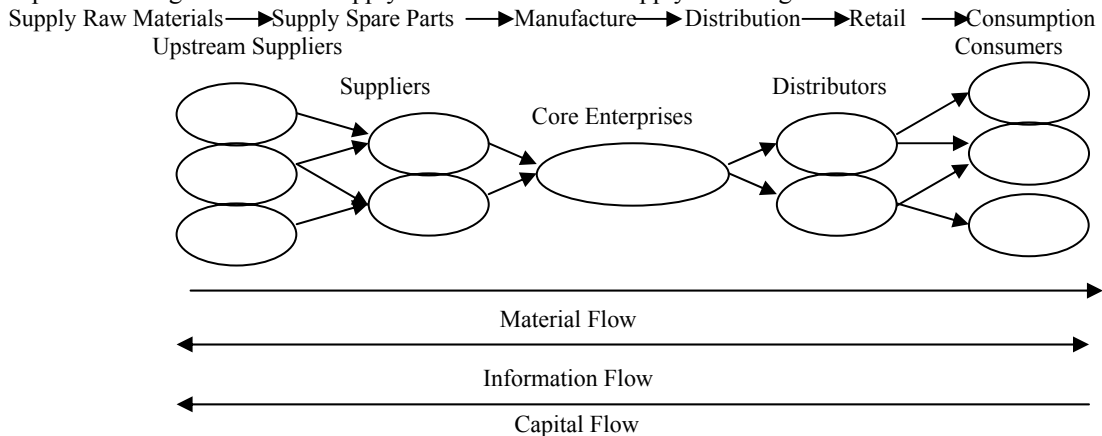 Supply Raw Materials Supply Spare Parts Manufacture Distribution Retail Consumption
Upstream Suppliers Consumers
Suppliers Distributors
Core Enterprises
Material Flow
Information Flow
Capital Flow